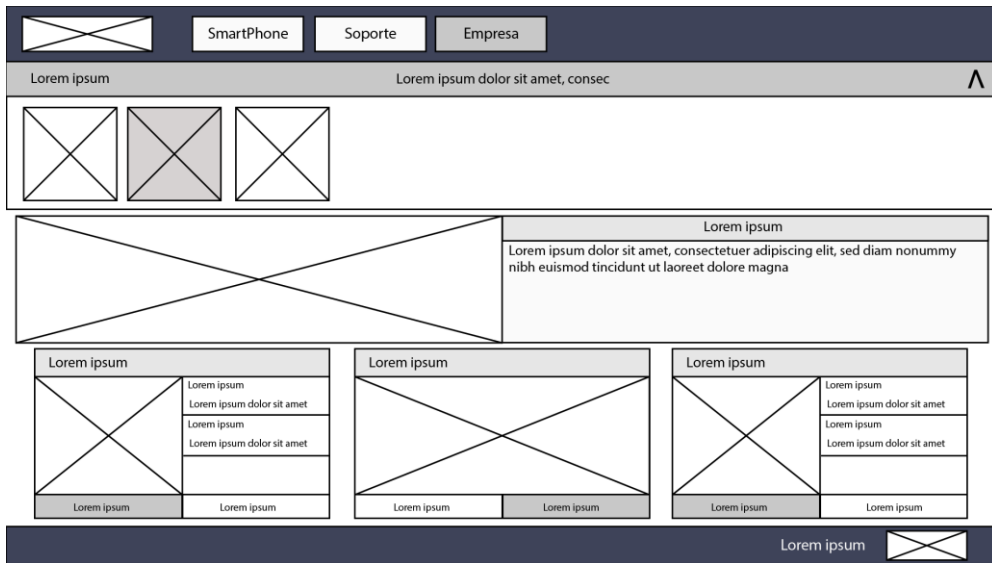 SmartPhone
Soporte
Empresa
Lorem ipsum
Lorem ipsum dolor sit amet, consec
Lorem ipsum
Lorem ipsum dolor sit amet, consectetuer adipiscing elit, sed diam nonummy
nibh euismod tincidunt ut laoreet dolore magna
Lorem ipsum
Lorem ipsum
Lorem ipsum dolor sit amet
Lorem ipsum
Lorem ipsum dolor sit amet
Lorem ipsum
Lorem ipsum
Lorem ipsum
Lorem ipsum
Lorem ipsum
Lorem ipsum
Lorem ipsum
Lorem ipsum dolor sit amet
Lorem ipsum
Lorem ipsum dolor sit amet
Lorem ipsum
Lorem ipsum
Lorem ipsum